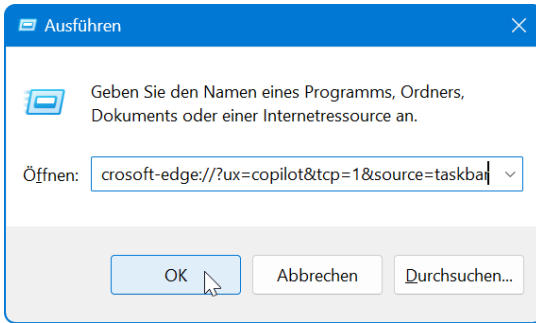 Ausführen
Geben Sie den Namen eines Programms, Ordners,
Dokuments oder einer Internetressource an.
Öffnen: crosoft-edge://?ux=copilot&tcp=1&source=taskbar
OK Abbrechen Durchsuchen...